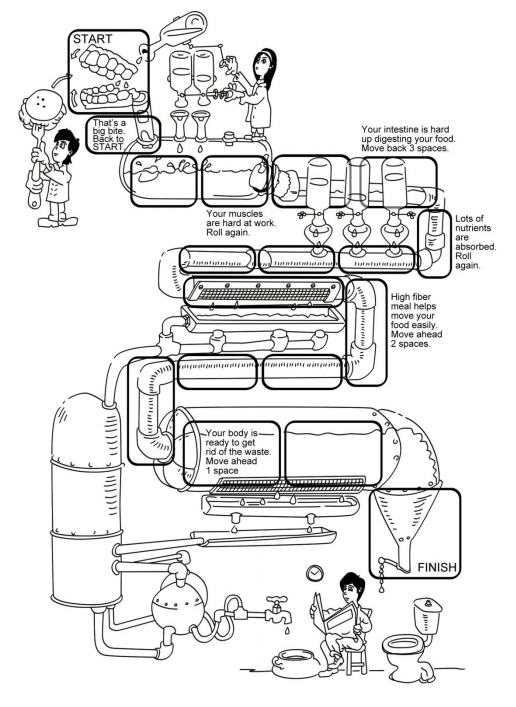 START
That's a
big bite.
Back to
START.
Your intestine is hard
up digesting your food.
Move back 3 spaces.
Your muscles
are hard at work.
Roll again.
Lots of
nutrients
are
absorbed.
Roll
again.
High fiber
meal helps
move your
food easily.
Move ahead
2 spaces.
Your body is
ready to get
rid of the waste.
Move ahead
1 space
FINISH